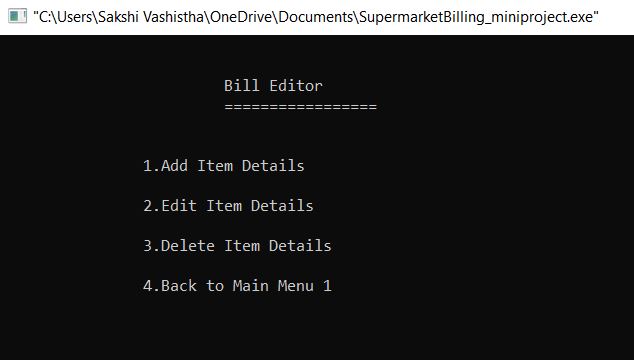 "C:\Users\Sakshi Vashistha\OneDrive\Documents\SupermarketBilling_miniproject.exe"
Bill Editor
=================
1.Add Item Details
2.Edit Item Details
3.Delete Item Details
4.Back to Main Menu 1